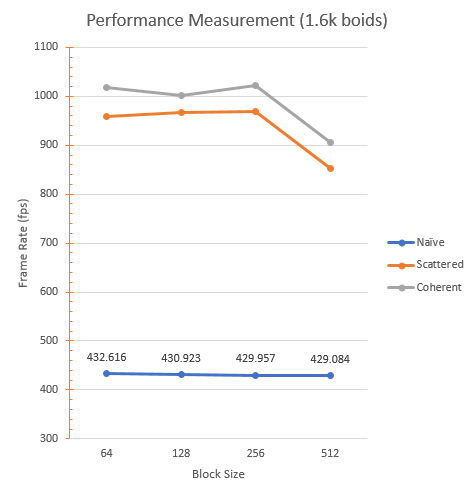 Performance Measurement (1.6k boids)
1100
1000
900
800
700
600
500
400
300
Frame Rate (fps)
432.616 430.923 429.957 429.084
64 128 256 512
Block Size
Naïve
Scattered
Coherent